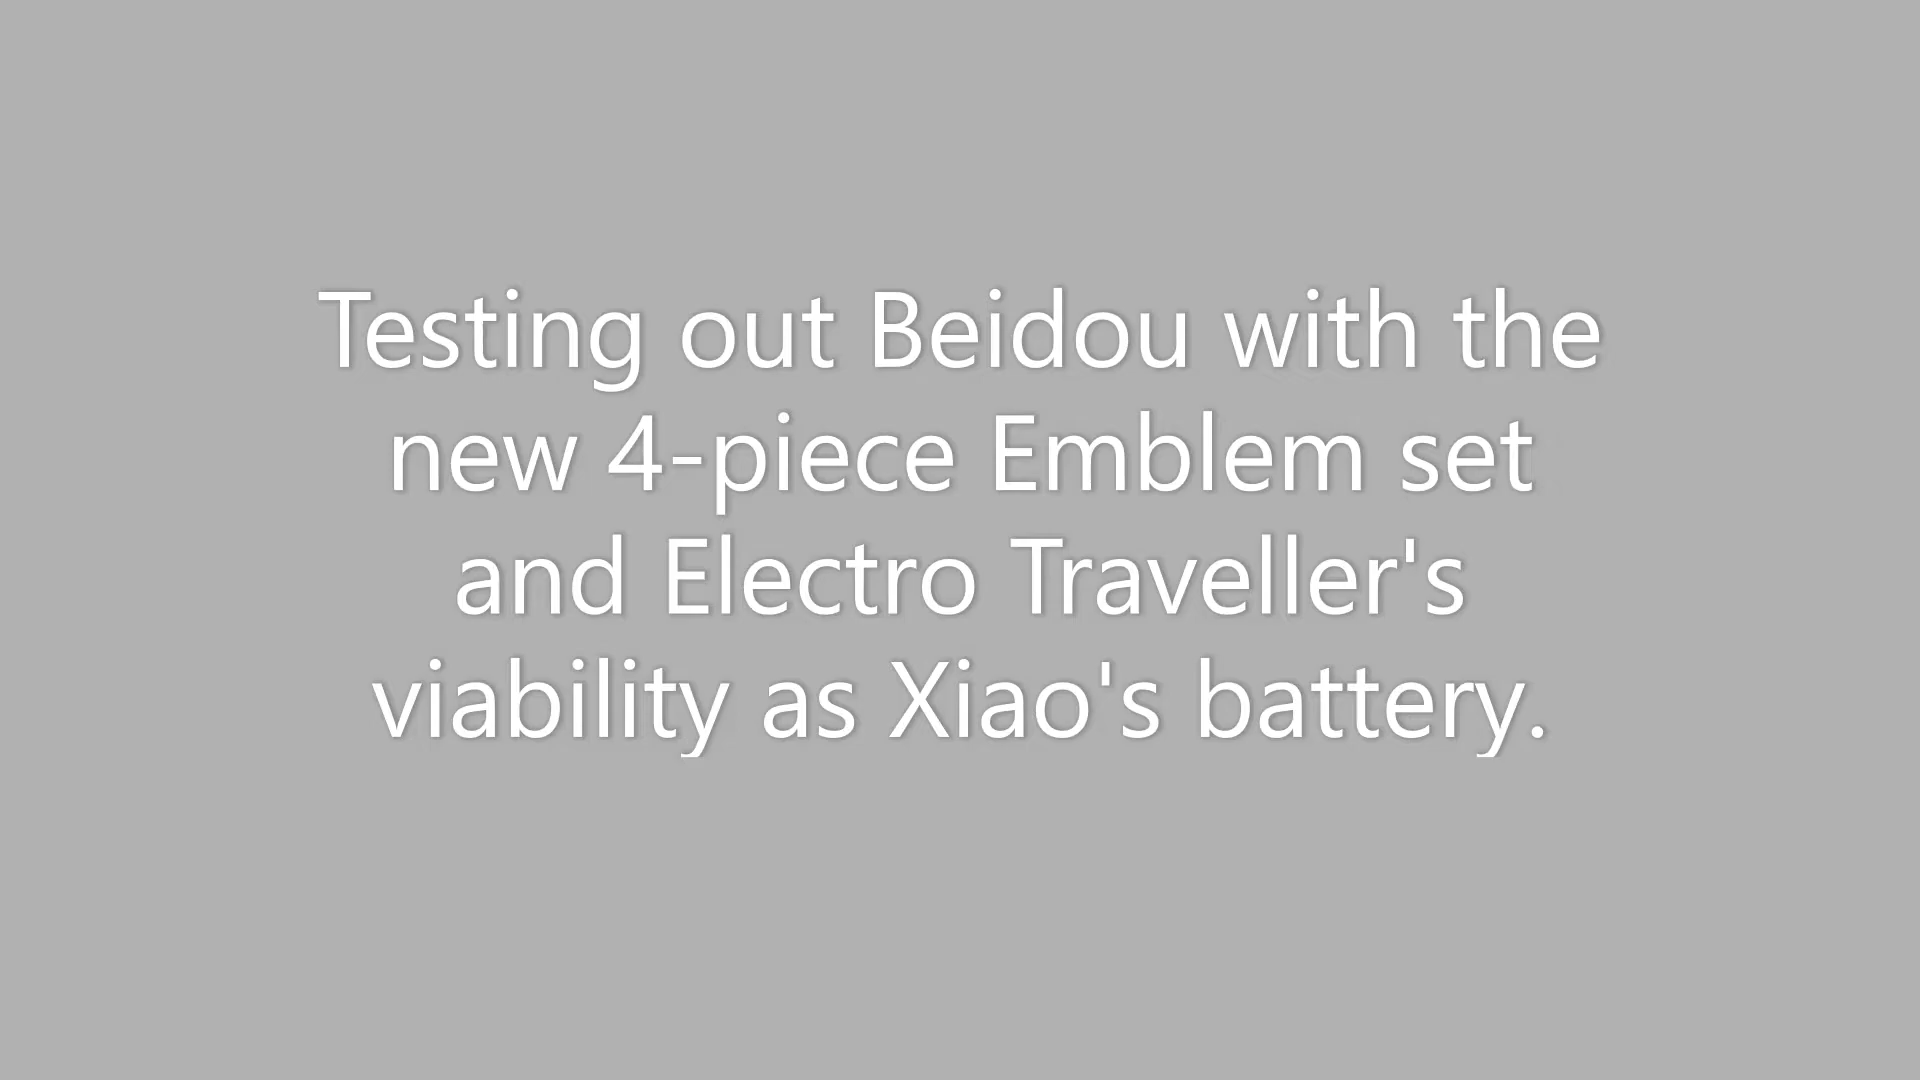 Testing out Beidou with the
new 4-piece Emblem set
and Electro Traveller's
viability as Xiao's battery.